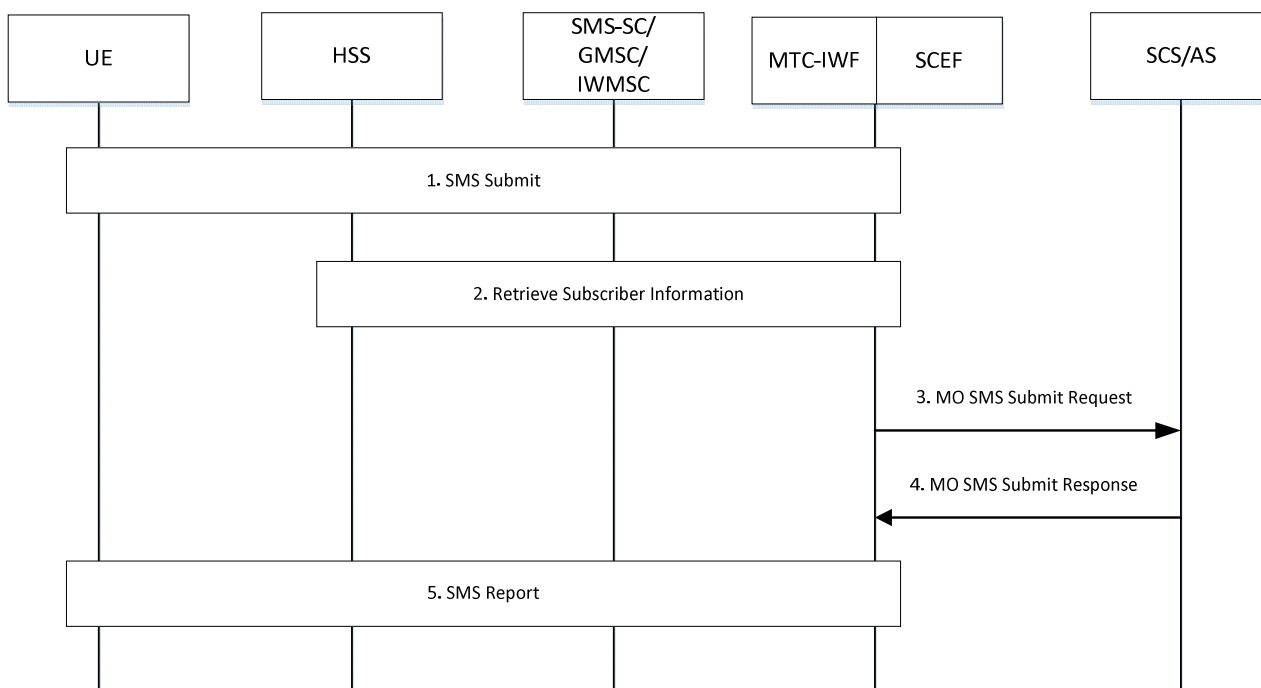 UE
HSS
SMS-SC/
GMSC/
IWMSC
MTC-IWF
SCEF
SCS/AS
1. SMS Submit
2. Retrieve Subscriber Information
3. MO SMS Submit Request
4. MO SMS Submit Response
5. SMS Report